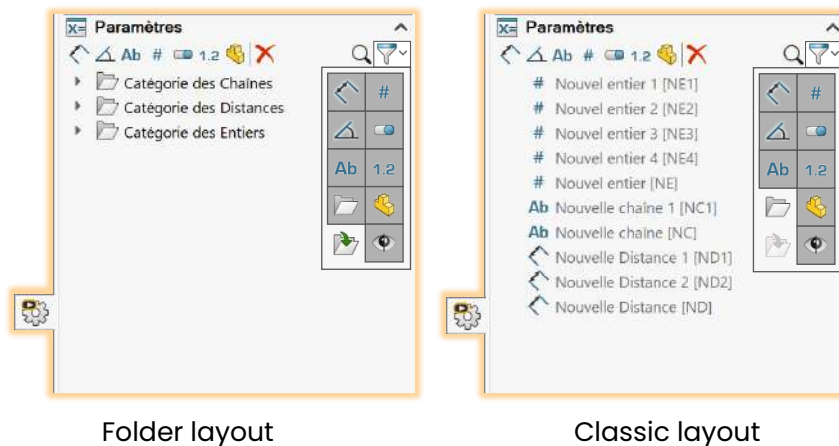 Paramètres
Ab # 1.2
Catégorie des Chaînes
Catégorie des Distances
Catégorie des Entiers
#
Ab 1.2
Folder layout
Paramètres
Ab # 1.2
# Nouvel entier 1 [NE1]
# Nouvel entier 2 [NE2]
# Nouvel entier 3 [NE3]
# Nouvel entier 4 [NE4]
# Nouvel entier [NE]
Ab Nouvelle chaîne 1 [NC1]
Ab Nouvelle chaîne [NC]
Nouvelle Distance 1 [ND1]
Nouvelle Distance 2 [ND2]
Nouvelle Distance [ND]
#
Ab 1.2
Classic layout